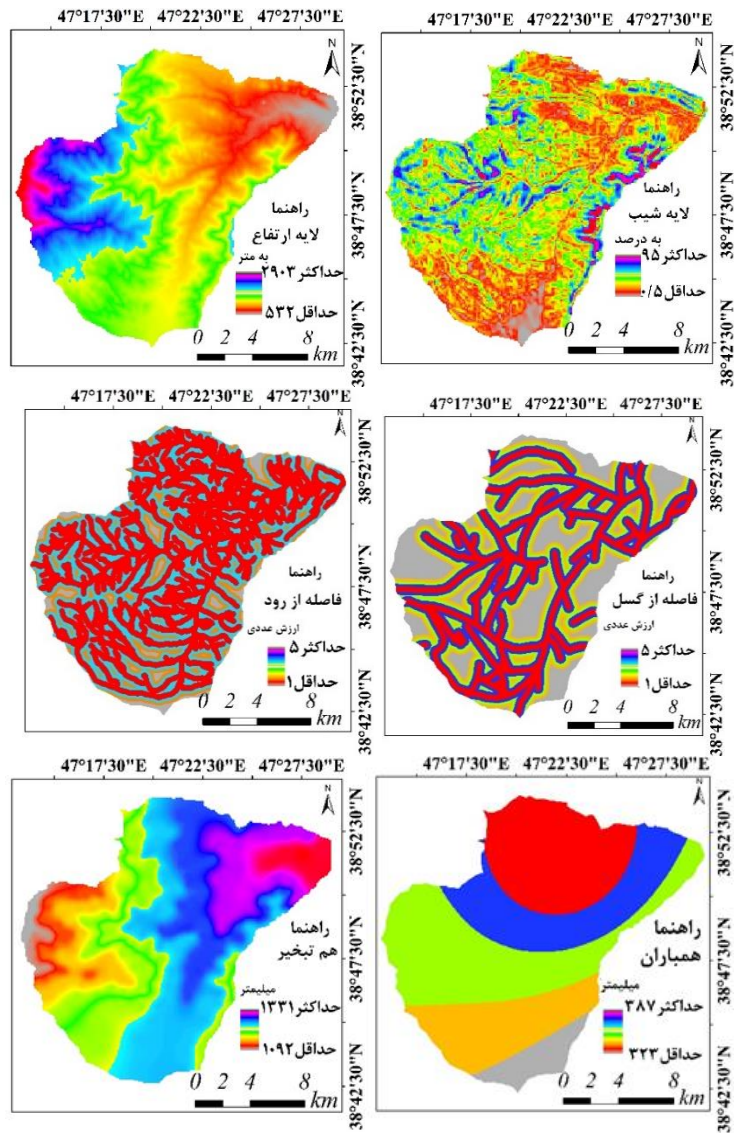 47°17'30"E 47°22'30"E 47°27'30"E
N
38°52'30"N
38°47'30"N
38°42'30"N
راهنما
لایه ارتفاع
به متر
حداکثر ۲۹۰۳
حداقل ۵۳۲
0 2 4 8
km
47°17'30"E 47°22'30"E 47°27'30"E
N
38°52'30"N
38°47'30"N
38°42'30"N
راهنما
لایه شیب
به درصد
حداکثر ۹۵
حداقل ۰/۵
0 2 4 8
km
47°17'30"E 47°22'30"E 47°27'30"E
N
38°52'30"N
38°47'30"N
38°42'30"N
راهنما
فاصله از رود
ارزش عددی
حداکثر ۵
حداقل ۱
0 2 4 8
km
47°17'30"E 47°22'30"E 47°27'30"E
N
38°52'30"N
38°47'30"N
38°42'30"N
راهنما
فاصله از گسل
ارزش عددی
حداکثر ۵
حداقل ۱
0 2 4 8
km
47°17'30"E 47°22'30"E 47°27'30"E
N
38°52'30"N
38°47'30"N
38°42'30"N
راهنما
هم تبخیر
میلیمتر
حداکثر ۱۳۳۱
حداقل ۱۰۹۲
0 2 4 8
km
47°17'30"E 47°22'30"E 47°27'30"E
N
38°52'30"N
38°47'30"N
38°42'30"N
راهنما
همباران
میلیمتر
حداکثر ۳۸۷
حداقل ۳۲۳
0 2 4 8
km